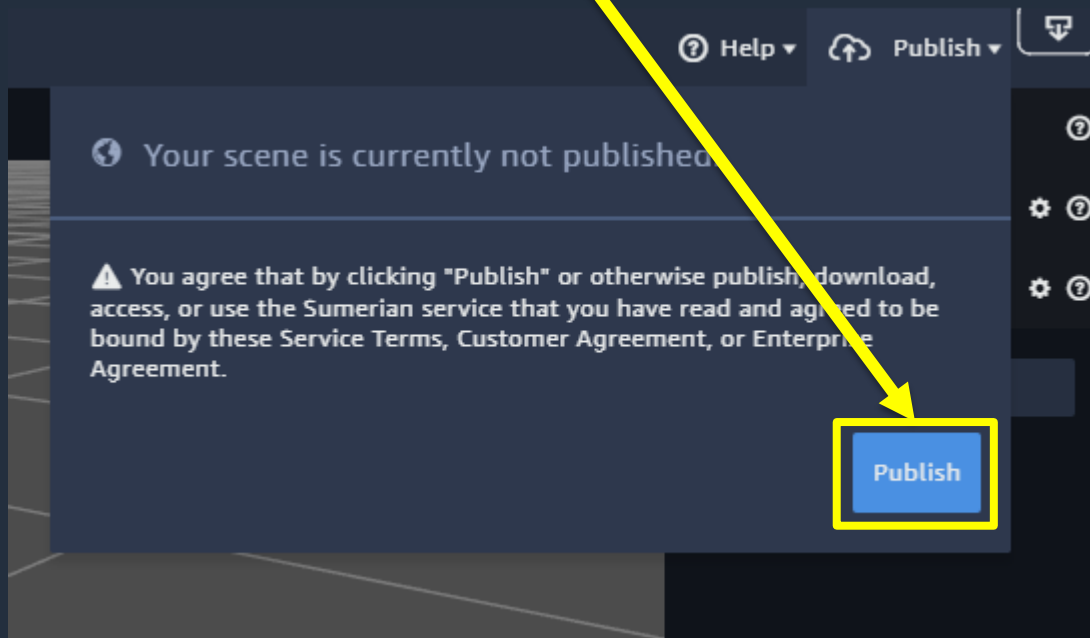 Help Publish
Your scene is currently not published.
You agree that by clicking "Publish" or otherwise publish, download,
access, or use the Sumerian service that you have read and agreed to be
bound by these Service Terms, Customer Agreement, or Enterprise
Agreement.
Publish